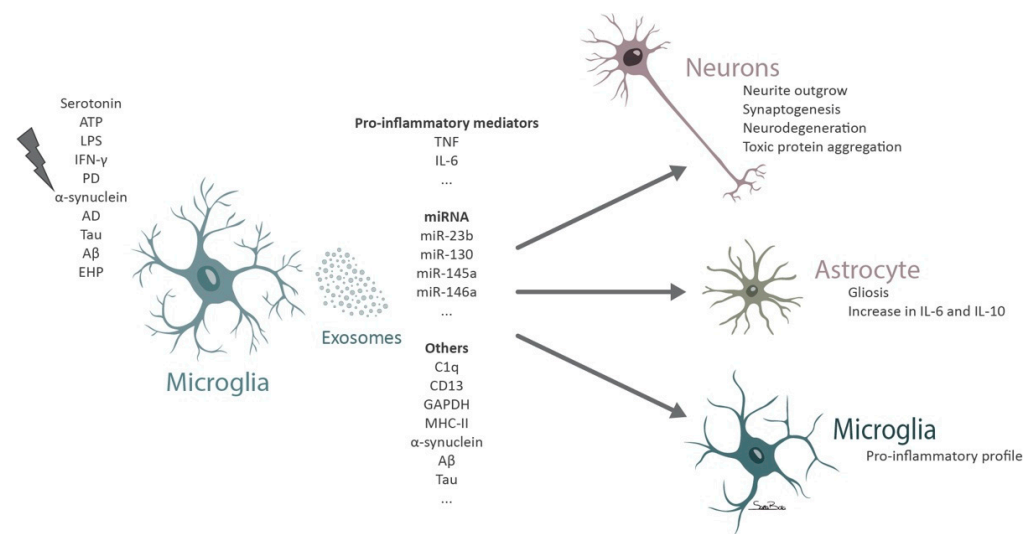 Serotonin
ATP
LPS
IFN-γ
PD
α-synuclein
AD
Tau
Aβ
EHP
Microglia
Exosomes
Pro-inflammatory mediators
TNF
IL-6
...
miRNA
miR-23b
miR-130
miR-145a
miR-146a
...
Others
C1q
CD13
GAPDH
MHC-II
α-synuclein
Aβ
Tau
...
Neurons
Neurite outgrow
Synaptogenesis
Neurodegeneration
Toxic protein aggregation
Astrocyte
Gliosis
Increase in IL-6 and IL-10
Microglia
Pro-inflammatory profile